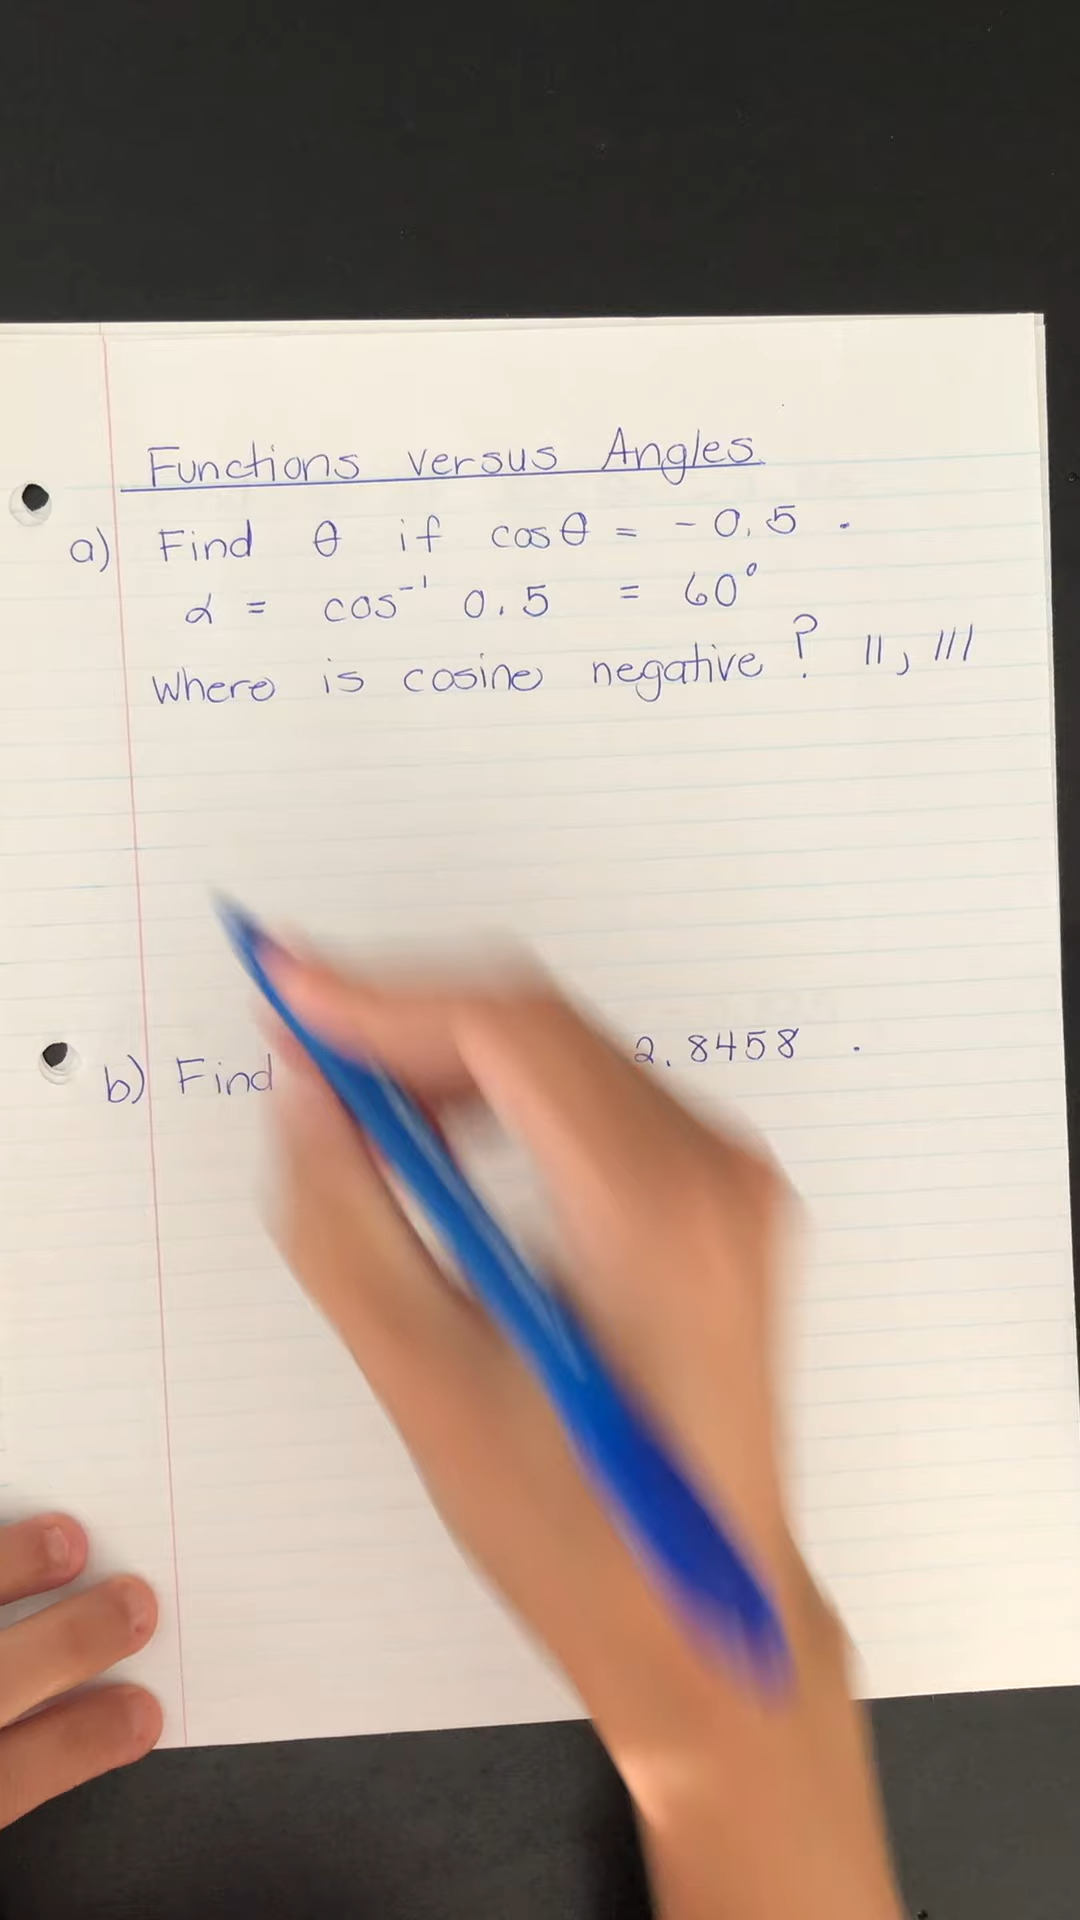 Functions versus Angles
a) Find θ if cosθ = -0.5.
α = cos⁻¹ 0.5 = 60°
Where is cosine negative? II, III
b) Find 2.8458.